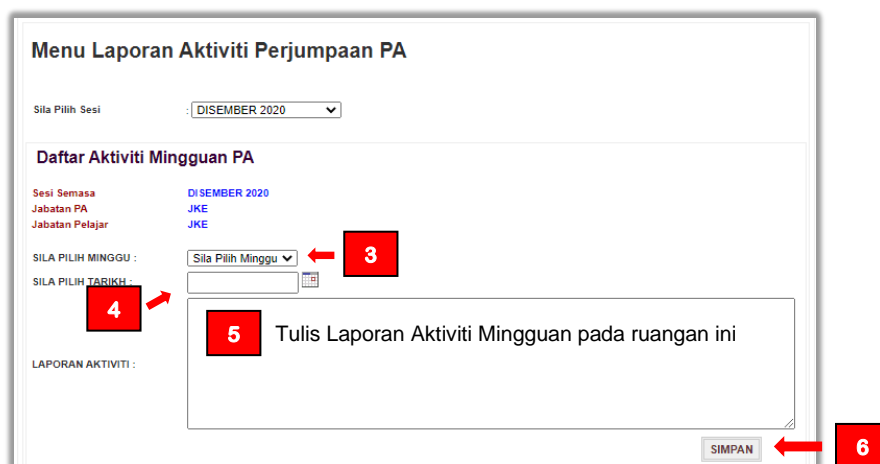 Menu Laporan Aktiviti Perjumpaan PA
Sila Pilih Sesi : DISEMBER 2020
Daftar Aktiviti Mingguan PA
Sesi Semasa DISEMBER 2020
Jabatan PA JKE
Jabatan Pelajar JKE
SILA PILIH MINGGU : Sila Pilih Minggu 3
SILA PILIH TARIKH :
4
5 Tulis Laporan Aktiviti Mingguan pada ruangan ini
LAPORAN AKTIVITI :
SIMPAN 6